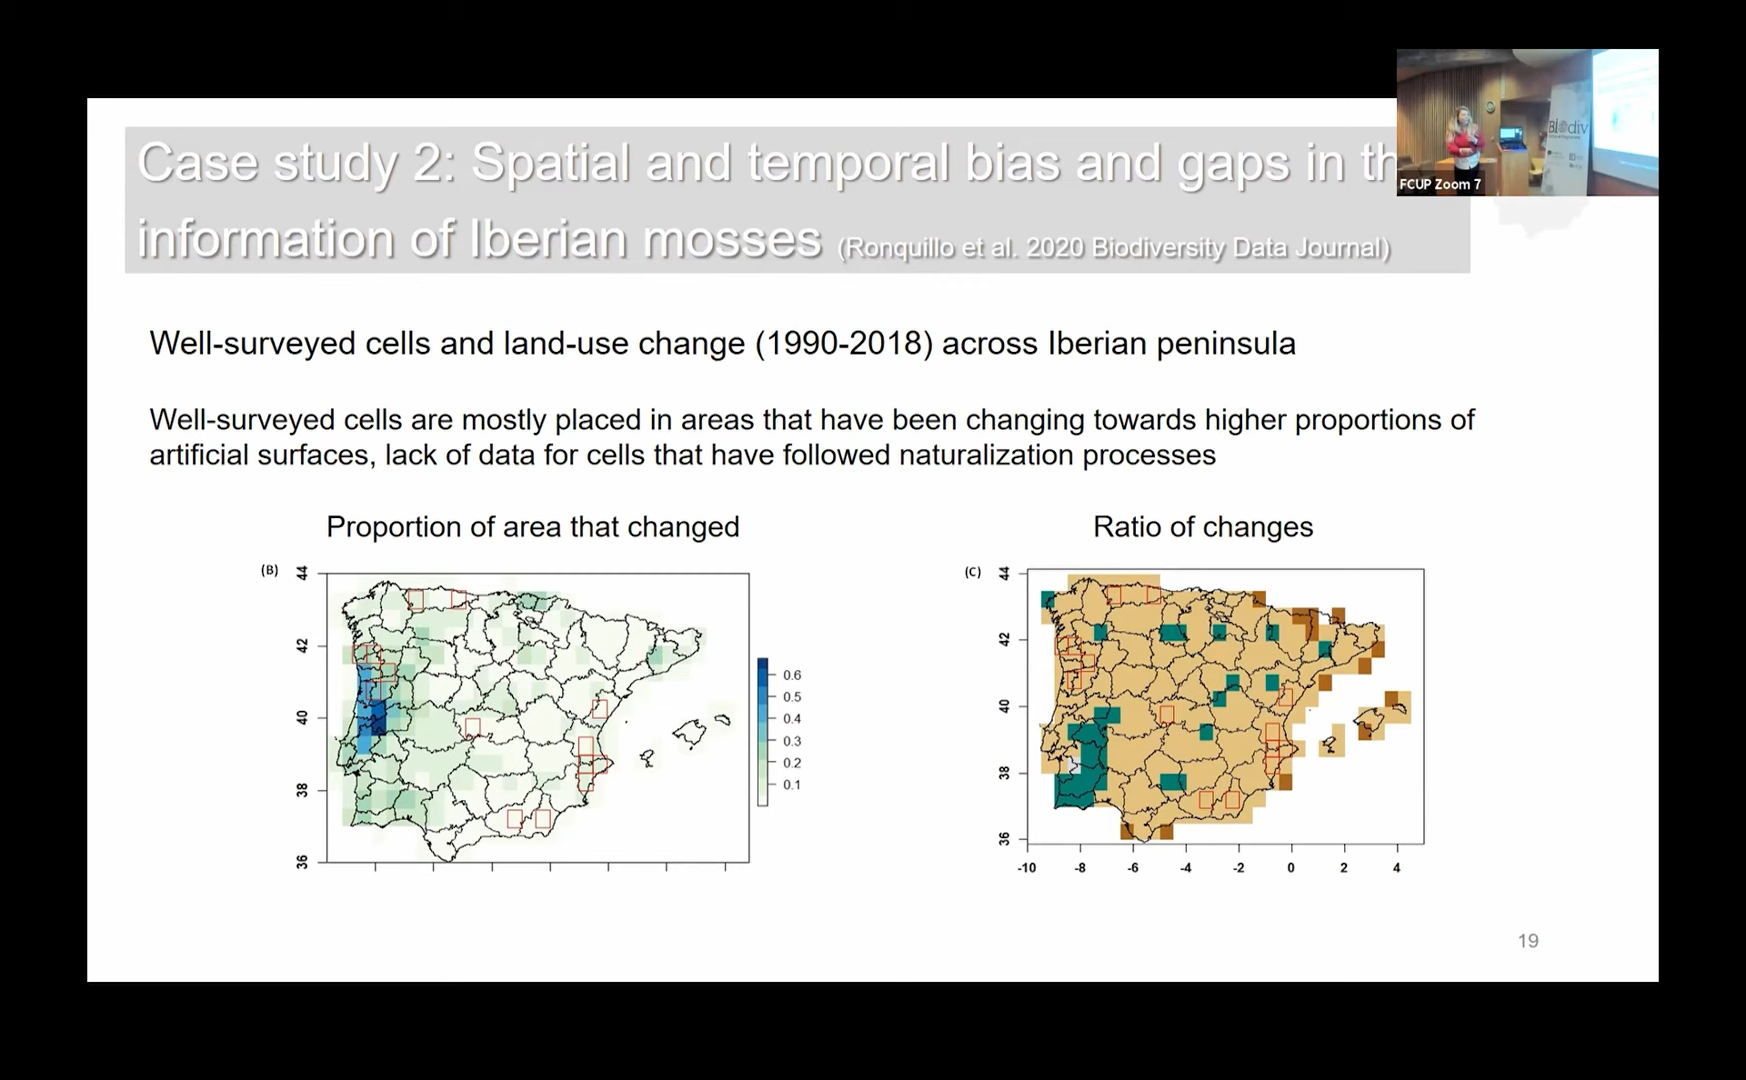 Case study 2: Spatial and temporal bias and gaps in th
information of Iberian mosses (Ronquillo et al. 2020 Biodiversity Data Journal)
FCUP Zoom 7
Biodiv
Well-surveyed cells and land-use change (1990-2018) across Iberian peninsula
Well-surveyed cells are mostly placed in areas that have been changing towards higher proportions of
artificial surfaces, lack of data for cells that have followed naturalization processes
Proportion of area that changed
(B)
44
42
40
38
36
0.6
0.5
0.4
0.3
0.2
0.1
Ratio of changes
(C)
44
42
40
38
36
-10 -8 -6 -4 -2 0 2 4
19